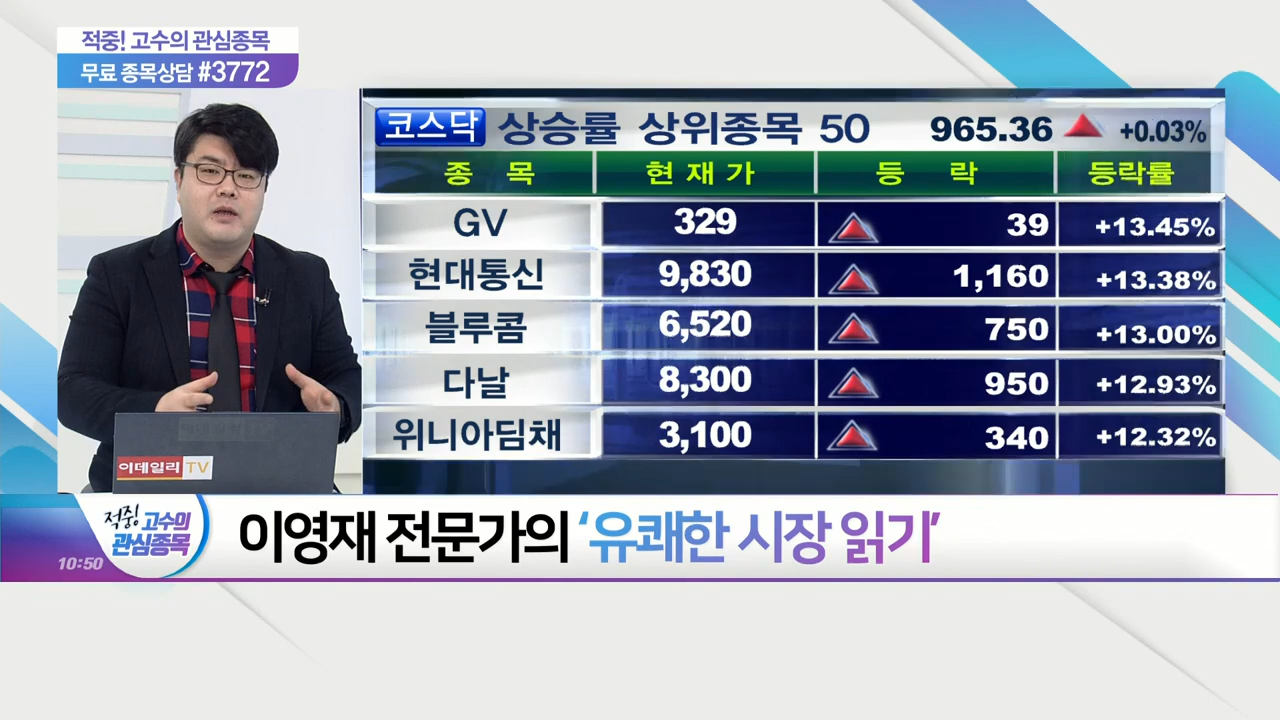 적중! 고수의 관심종목
무료 종목상담 #3772
코스닥 상승률 상위종목 50 965.36 +0.03%
종 목 현 재 가 등 락 등락률
GV 329 39 +13.45%
현대통신 9,830 1,160 +13.38%
블루콤 6,520 750 +13.00%
다날 8,300 950 +12.93%
위니아딤채 3,100 340 +12.32%
이데일리TV
적중! 고수의
관심종목
10:50
이영재 전문가의 ‘유쾌한 시장 읽기’